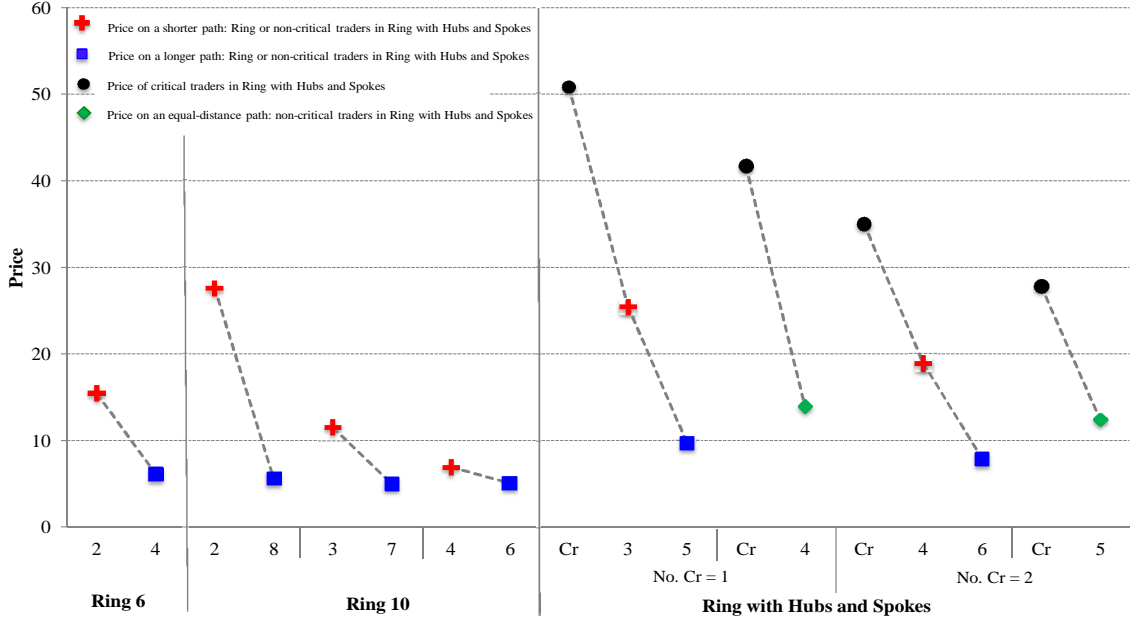 60
Price on a shorter path: Ring or non-critical traders in Ring with Hubs and Spokes
Price on a longer path: Ring or non-critical traders in Ring with Hubs and Spokes
Price of critical traders in Ring with Hubs and Spokes
Price on an equal-distance path: non-critical traders in Ring with Hubs and Spokes
50
40
30
20
10
0
Price
2 4 2 8 3 7 4 6 Cr 3 5 Cr 4 Cr 4 6 Cr 5
No. Cr = 1 No. Cr = 2
Ring 6 Ring 10 Ring with Hubs and Spokes